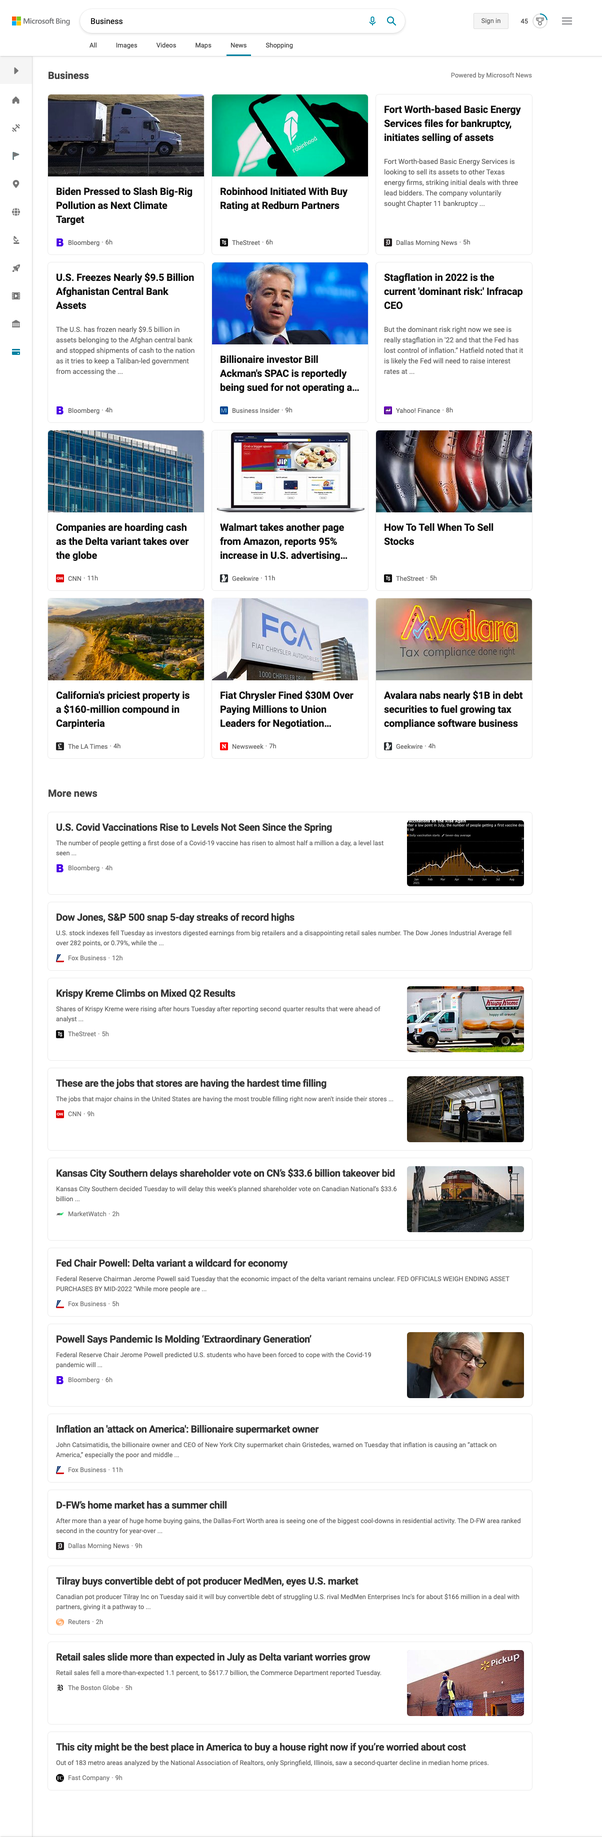 Microsoft Bing
Business
Sign in
45
All Images Videos Maps News Shopping
Business
Powered by Microsoft News
Biden Pressed to Slash Big-Rig
Pollution as Next Climate
Target
Bloomberg · 6h
robinhood
Robinhood Initiated With Buy
Rating at Redburn Partners
TheStreet · 6h
Fort Worth-based Basic Energy
Services files for bankruptcy,
initiates selling of assets
Fort Worth-based Basic Energy Services is
looking to sell its assets to other Texas
energy firms, striking initial deals with three
lead bidders. The company voluntarily
sought Chapter 11 bankruptcy ...
Dallas Morning News · 5h
U.S. Freezes Nearly $9.5 Billion
Afghanistan Central Bank
Assets
The U.S. has frozen nearly $9.5 billion in
assets belonging to the Afghan central bank
and stopped shipments of cash to the nation
as it tries to keep a Taliban-led government
from accessing the ...
Bloomberg · 4h
Billionaire investor Bill
Ackman's SPAC is reportedly
being sued for not operating a...
Business Insider · 9h
Stagflation in 2022 is the
current 'dominant risk:' Infracap
CEO
But the dominant risk right now we see is
really stagflation in '22 and that the Fed has
lost control of inflation.” Hatfield noted that it
is likely the Fed will need to raise interest
rates at ...
Yahoo! Finance · 8h
Companies are hoarding cash
as the Delta variant takes over
the globe
CNN · 11h
JIF
Walmart takes another page
from Amazon, reports 95%
increase in U.S. advertising...
Geekwire · 11h
How To Tell When To Sell
Stocks
TheStreet · 5h
California's priciest property is
a $160-million compound in
Carpinteria
The LA Times · 4h
FCA
FIAT CHRYSLER AUTOMOBILES
1000 CHRYSLER DRIVE
Fiat Chrysler Fined $30M Over
Paying Millions to Union
Leaders for Negotiation...
Newsweek · 7h
Avalara
Tax compliance done right
Avalara nabs nearly $1B in debt
securities to fuel growing tax
compliance software business
Geekwire · 4h
More news
U.S. Covid Vaccinations Rise to Levels Not Seen Since the Spring
The number of people getting a first dose of a Covid-19 vaccine has risen to almost half a million a day, a level last
seen ...
Bloomberg · 4h
Dow Jones, S&P 500 snap 5-day streaks of record highs
U.S. stock indexes fell Tuesday as investors digested earnings from big retailers and a disappointing retail sales number. The Dow Jones Industrial Average fell
over 282 points, or 0.79%, while the ...
Fox Business · 12h
Krispy Kreme Climbs on Mixed Q2 Results
Shares of Krispy Kreme were rising after hours Tuesday after reporting second quarter results that were ahead of
analyst ...
TheStreet · 5h
Krispy Kreme
These are the jobs that stores are having the hardest time filling
The jobs that major chains in the United States are having the most trouble filling right now aren't inside their stores ...
CNN · 9h
Kansas City Southern delays shareholder vote on CN's $33.6 billion takeover bid
Kansas City Southern decided Tuesday to will delay this week's planned shareholder vote on Canadian National's $33.6
billion ...
MarketWatch · 2h
Fed Chair Powell: Delta variant a wildcard for economy
Federal Reserve Chairman Jerome Powell said Tuesday that the economic impact of the delta variant remains unclear. FED OFFICIALS WEIGH ENDING ASSET
PURCHASES BY MID-2022 "While more people are ...
Fox Business · 5h
Powell Says Pandemic Is Molding ‘Extraordinary Generation’
Federal Reserve Chair Jerome Powell predicted U.S. students who have been forced to cope with the Covid-19
pandemic will ...
Bloomberg · 6h
Inflation an 'attack on America': Billionaire supermarket owner
John Catsimatidis, the billionaire owner and CEO of New York City supermarket chain Gristedes, warned on Tuesday that inflation is causing an “attack on
America,” especially the poor and middle ...
Fox Business · 11h
D-FW's home market has a summer chill
After more than a year of huge home buying gains, the Dallas-Fort Worth area is seeing one of the biggest cool-downs in residential activity. The D-FW area ranked
second in the country for year-over ...
Dallas Morning News · 9h
Tilray buys convertible debt of pot producer MedMen, eyes U.S. market
Canadian pot producer Tilray Inc on Tuesday said it will buy convertible debt of struggling U.S. rival MedMen Enterprises Inc's for about $166 million in a deal with
partners, giving it a pathway to ...
Reuters · 2h
Retail sales slide more than expected in July as Delta variant worries grow
Retail sales fell a more-than-expected 1.1 percent, to $617.7 billion, the Commerce Department reported Tuesday.
The Boston Globe · 5h
Pickup
This city might be the best place in America to buy a house right now if you're worried about cost
Out of 183 metro areas analyzed by the National Association of Realtors, only Springfield, Illinois, saw a second-quarter decline in median home prices.
Fast Company · 9h